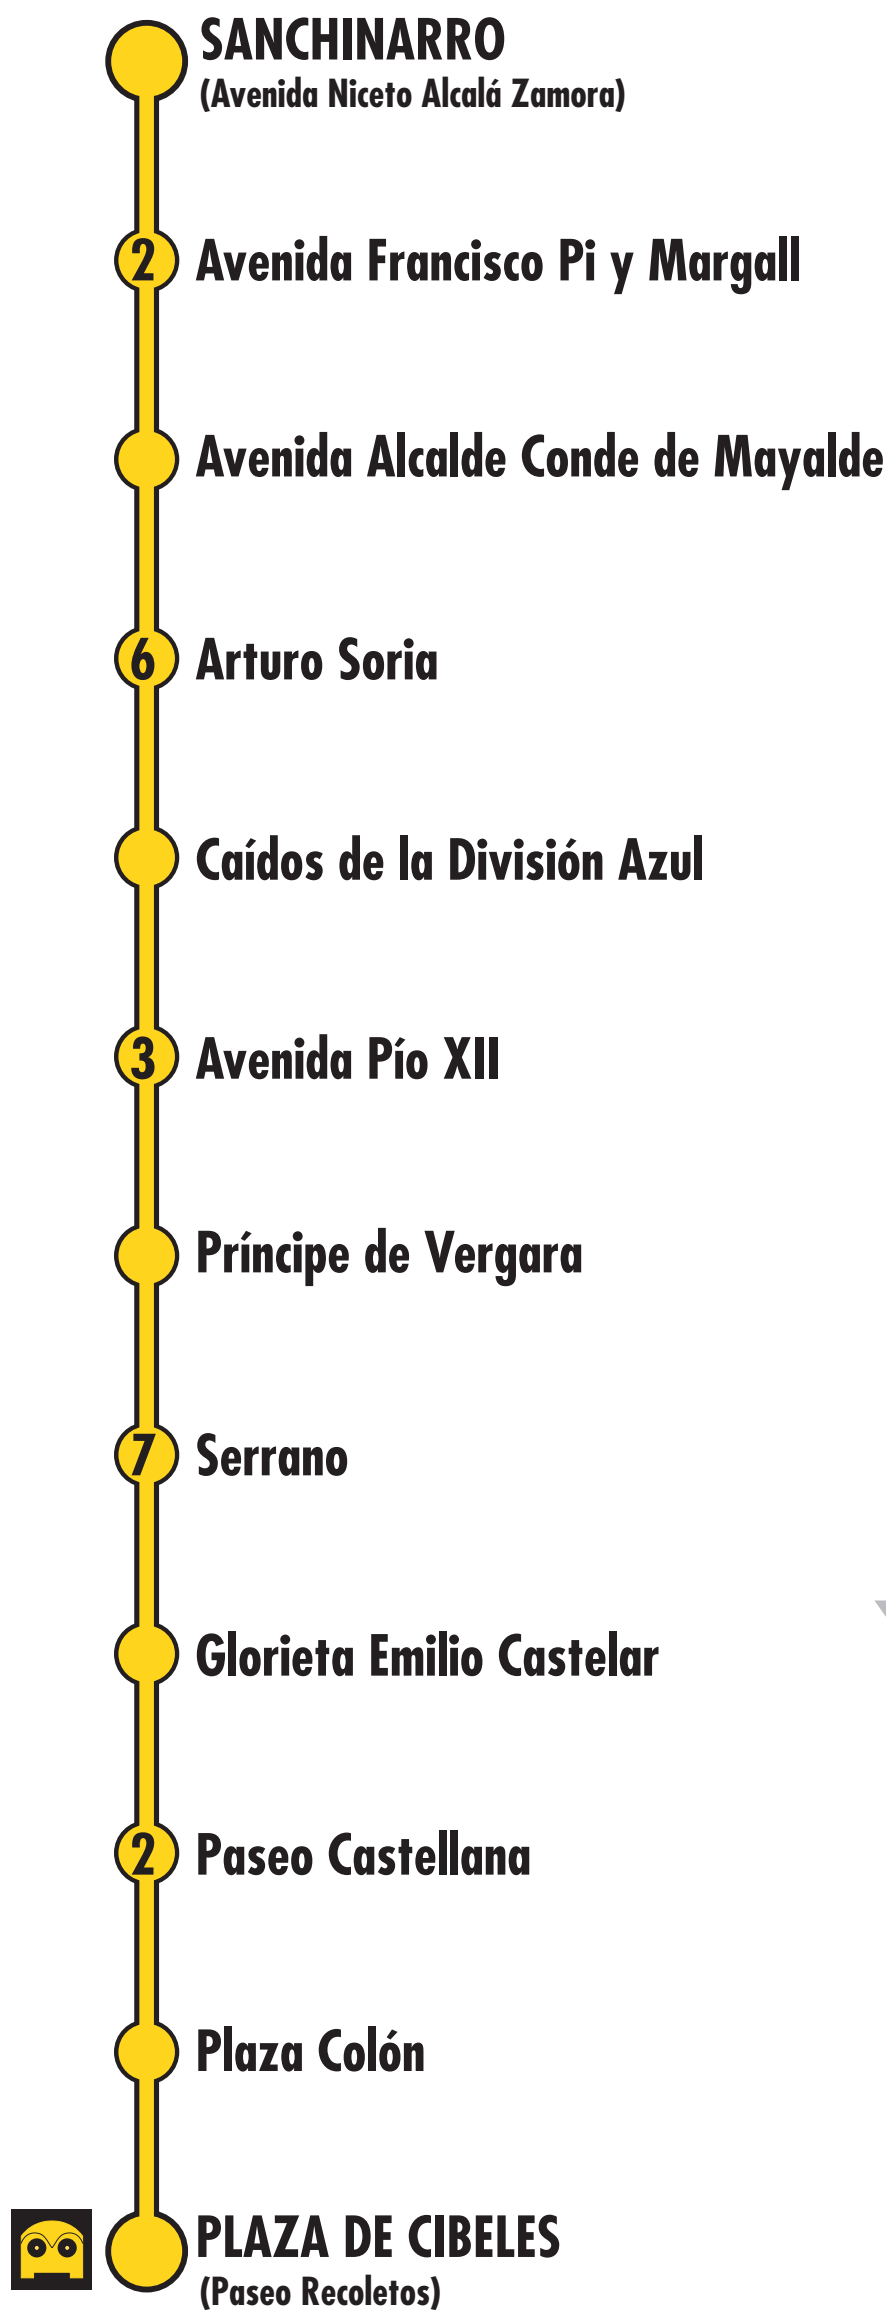 SANCHINARRO
(Avenida Niceto Alcalá Zamora)
2 Avenida Francisco Pi y Margall
Avenida Alcalde Conde de Mayalde
6 Arturo Soria
Caídos de la División Azul
3 Avenida Pío XII
Príncipe de Vergara
7 Serrano
Glorieta Emilio Castelar
2 Paseo Castellana
Plaza Colón
PLAZA DE CIBELES
(Paseo Recoletos)